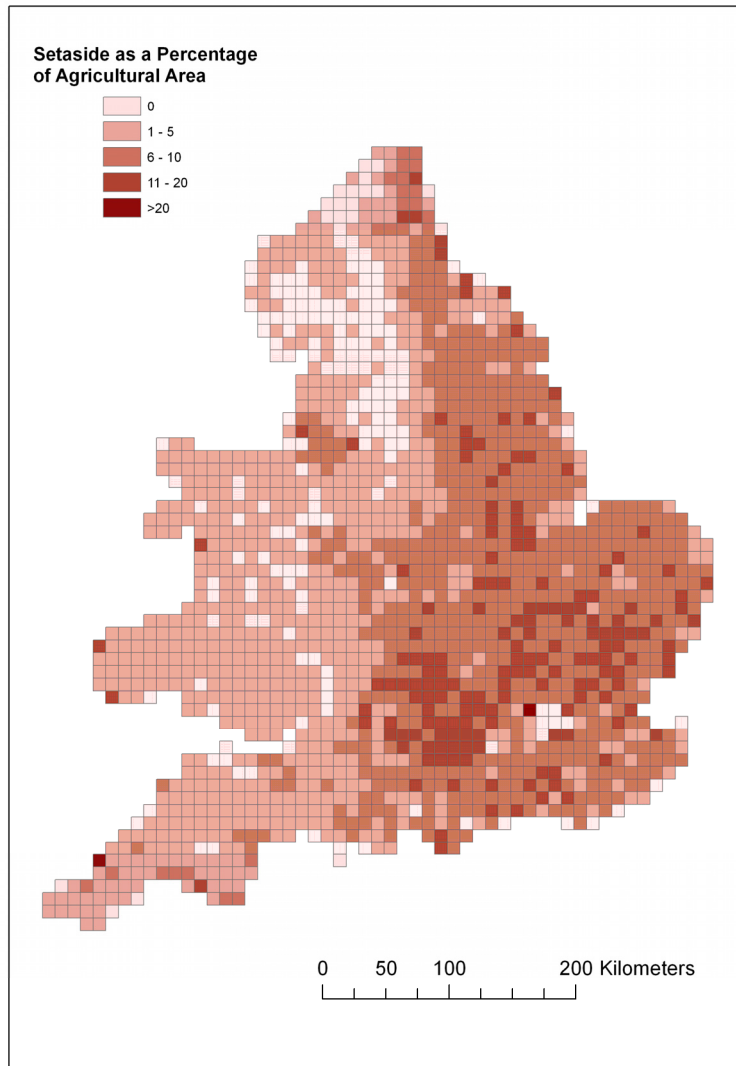 Setaside as a Percentage
of Agricultural Area
0
1 - 5
6 - 10
11 - 20
>20
0 50 100 200 Kilometers